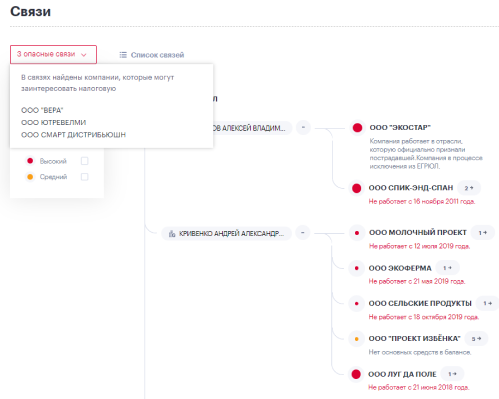 Связи
3 опасные связи
Список связей
В связях найдены компании, которые могут
заинтересовать налоговую
ООО "ВЕРА"
ООО ЮТРЕВЕЛМИ
ООО СМАРТ ДИСТРИБЬЮШН
Высокий
Средний
ОВ АЛЕКСЕЙ ВЛАДИМ...
ООО "ЭКОСТАР"
Компания работает в отрасли,
которую официально признали
пострадавшей.Компания в процессе
исключения из ЕГРЮЛ.
ООО СПИК-ЭНД-СПАН 2
Не работает с 16 ноября 2011 года.
КРИВЕНКО АНДРЕЙ АЛЕКСАНДР...
ООО МОЛОЧНЫЙ ПРОЕКТ 1
Не работает с 12 июля 2019 года.
ООО ЭКОФЕРМА 1
Не работает с 21 мая 2019 года.
ООО СЕЛЬСКИЕ ПРОДУКТЫ 1
Не работает с 18 октября 2019 года.
ООО "ПРОЕКТ ИЗБЁНКА" 5
Нет основных средств в балансе.
ООО ЛУГ ДА ПОЛЕ 1
Не работает с 21 июня 2018 года.